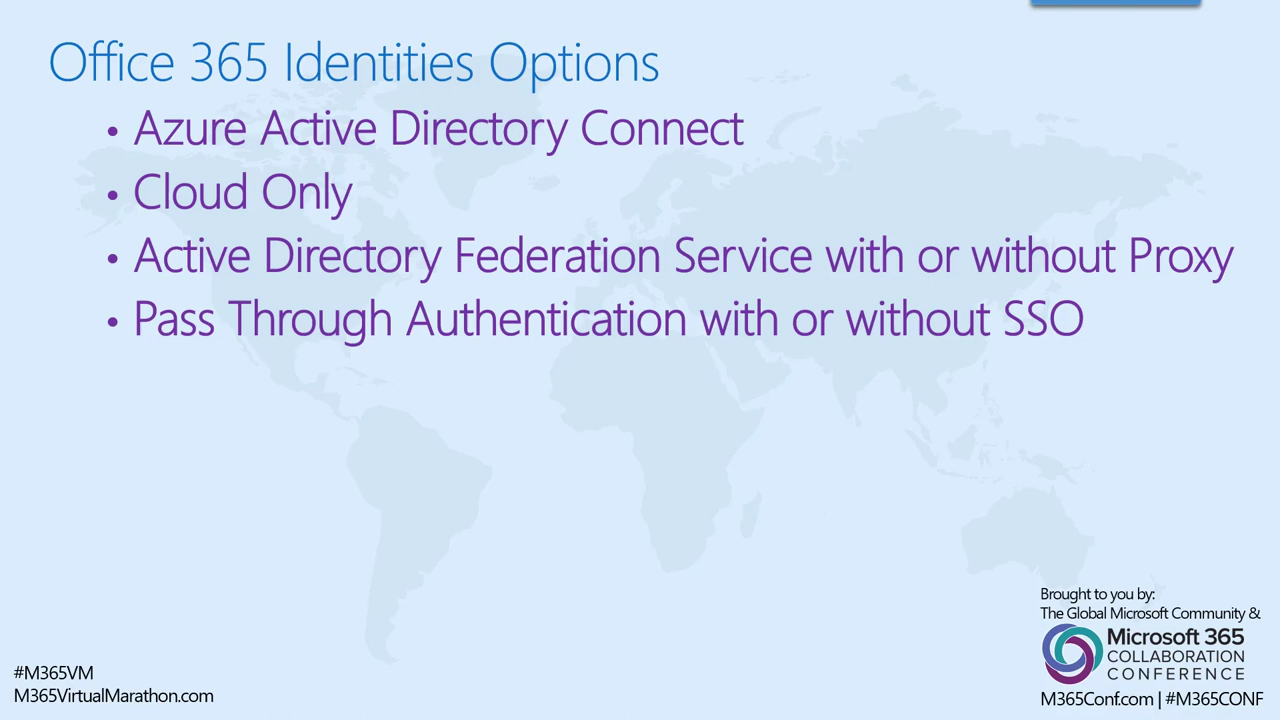 Office 365 Identities Options
• Azure Active Directory Connect
• Cloud Only
• Active Directory Federation Service with or without Proxy
• Pass Through Authentication with or without SSO
Brought to you by:
The Global Microsoft Community &
Microsoft 365
COLLABORATION
CONFERENCE
M365Conf.com | #M365CONF
#M365VM
M365VirtualMarathon.com